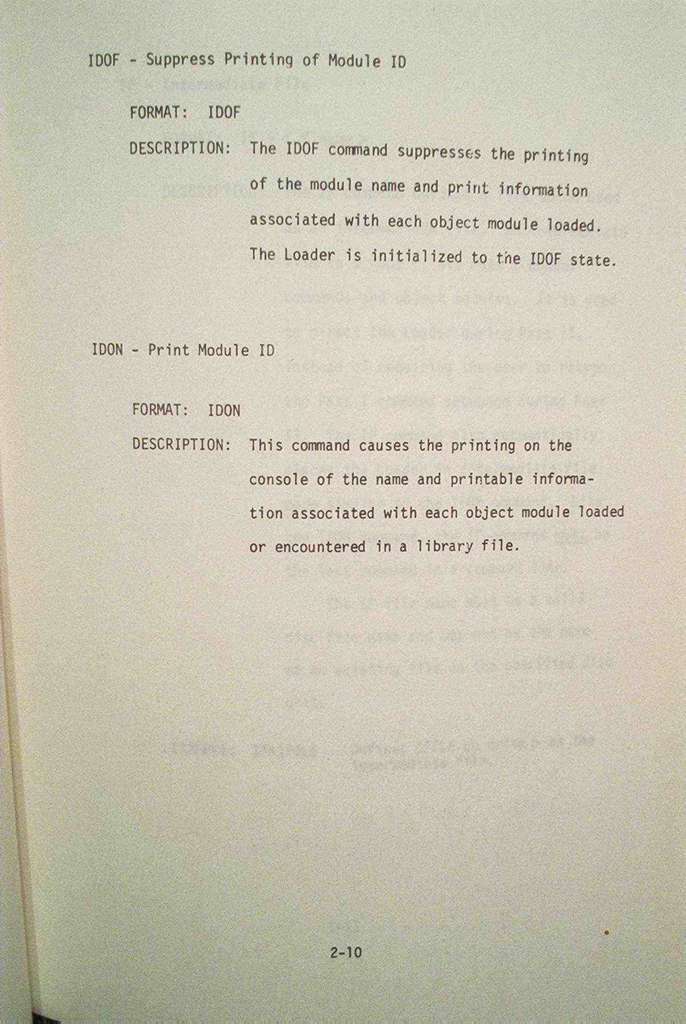 IDOF - Suppress Printing of Module ID
FORMAT: IDOF
DESCRIPTION: The IDOF command suppresses the printing
of the module name and print information
associated with each object module loaded.
The Loader is initialized to the IDOF state.
IDON - Print Module ID
FORMAT: IDON
DESCRIPTION: This command causes the printing on the
console of the name and printable informa-
tion associated with each object module loaded
or encountered in a library file.
2-10